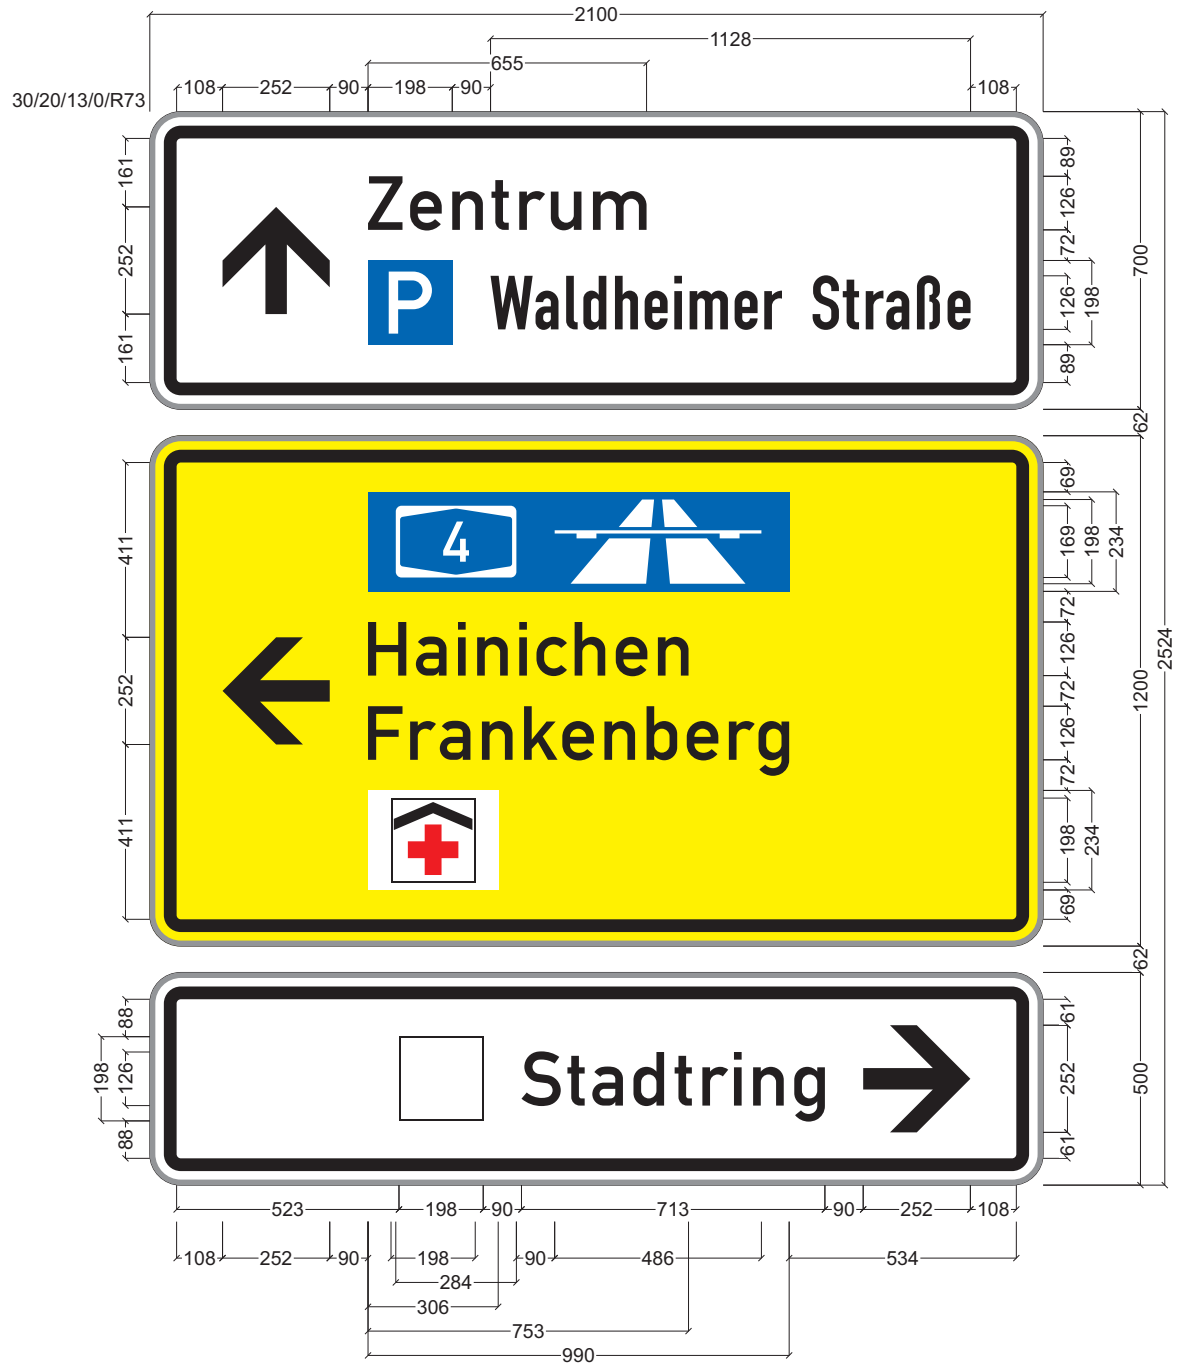 2100
1128
655
108 252 90 198 90 108
30/20/13/0/R73
161 252 161
Zentrum
P Waldheimer Straße
89 126 72 126 89
198
700
62
411 252 411
4
Hainichen
Frankenberg
69 169 72 126 72 126 72 198 69
198
234
234
1200
2524
62
88 126 88
198
Stadtring
61 252 61
500
523 198 90 713 90 252 108
108 252 90 198 90 486 534
284
306
753
990